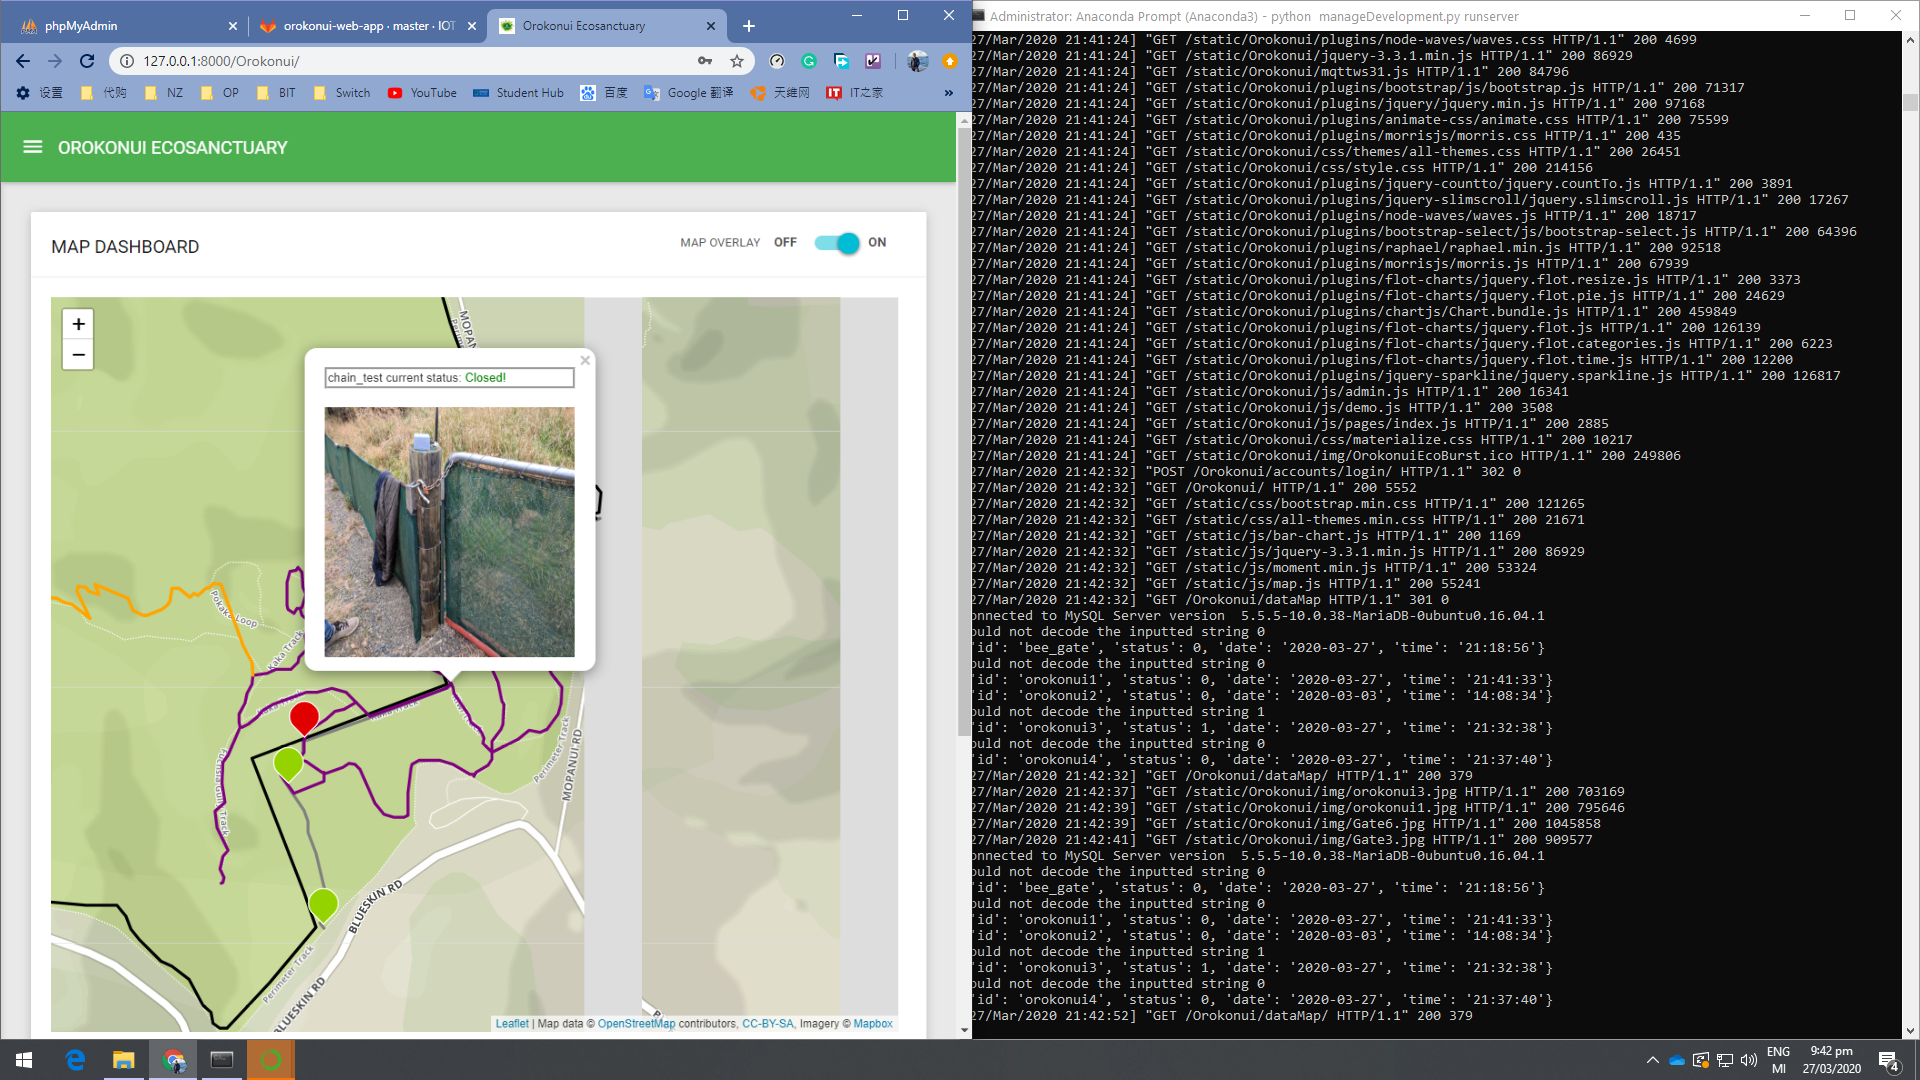 phpMyAdmin
orokonui-web-app · master · IOT
Orokonui Ecosanctuary
127.0.0.1:8000/Orokonui/
设置
代购
NZ
OP
BIT
Switch
YouTube
Student Hub
百度
Google 翻译
天维网
IT之家
»
OROKONUI ECOSANCTUARY
MAP DASHBOARD
MAP OVERLAY OFF ON
+
−
chain_test current status: Closed!
MOPAN
Loop
Kaka Track
Perimeter Track
MOPANUI RD
BLUESKIN RD
Perimeter Track
BLUESKIN RD
Leaflet | Map data © OpenStreetMap contributors, CC-BY-SA, Imagery © Mapbox
Administrator: Anaconda Prompt (Anaconda3) - python manageDevelopment.py runserver
27/Mar/2020 21:41:24] "GET /static/Orokonui/plugins/node-waves/waves.css HTTP/1.1" 200 4699
27/Mar/2020 21:41:24] "GET /static/Orokonui/jquery-3.3.1.min.js HTTP/1.1" 200 86929
27/Mar/2020 21:41:24] "GET /static/Orokonui/mqttws31.js HTTP/1.1" 200 84796
27/Mar/2020 21:41:24] "GET /static/Orokonui/plugins/bootstrap/js/bootstrap.js HTTP/1.1" 200 71317
27/Mar/2020 21:41:24] "GET /static/Orokonui/plugins/jquery/jquery.min.js HTTP/1.1" 200 97168
27/Mar/2020 21:41:24] "GET /static/Orokonui/plugins/animate-css/animate.css HTTP/1.1" 200 75599
27/Mar/2020 21:41:24] "GET /static/Orokonui/plugins/morrisjs/morris.css HTTP/1.1" 200 435
27/Mar/2020 21:41:24] "GET /static/Orokonui/css/themes/all-themes.css HTTP/1.1" 200 26451
27/Mar/2020 21:41:24] "GET /static/Orokonui/css/style.css HTTP/1.1" 200 214156
27/Mar/2020 21:41:24] "GET /static/Orokonui/plugins/jquery-countto/jquery.countTo.js HTTP/1.1" 200 3891
27/Mar/2020 21:41:24] "GET /static/Orokonui/plugins/jquery-slimscroll/jquery.slimscroll.js HTTP/1.1" 200 17267
27/Mar/2020 21:41:24] "GET /static/Orokonui/plugins/node-waves/waves.js HTTP/1.1" 200 18717
27/Mar/2020 21:41:24] "GET /static/Orokonui/plugins/bootstrap-select/js/bootstrap-select.js HTTP/1.1" 200 64396
27/Mar/2020 21:41:24] "GET /static/Orokonui/plugins/raphael/raphael.min.js HTTP/1.1" 200 92518
27/Mar/2020 21:41:24] "GET /static/Orokonui/plugins/morrisjs/morris.js HTTP/1.1" 200 67939
27/Mar/2020 21:41:24] "GET /static/Orokonui/plugins/flot-charts/jquery.flot.resize.js HTTP/1.1" 200 3373
27/Mar/2020 21:41:24] "GET /static/Orokonui/plugins/flot-charts/jquery.flot.pie.js HTTP/1.1" 200 24629
27/Mar/2020 21:41:24] "GET /static/Orokonui/plugins/chartjs/Chart.bundle.js HTTP/1.1" 200 459849
27/Mar/2020 21:41:24] "GET /static/Orokonui/plugins/flot-charts/jquery.flot.js HTTP/1.1" 200 126139
27/Mar/2020 21:41:24] "GET /static/Orokonui/plugins/flot-charts/jquery.flot.categories.js HTTP/1.1" 200 6223
27/Mar/2020 21:41:24] "GET /static/Orokonui/plugins/flot-charts/jquery.flot.time.js HTTP/1.1" 200 12200
27/Mar/2020 21:41:24] "GET /static/Orokonui/plugins/jquery-sparkline/jquery.sparkline.js HTTP/1.1" 200 126817
27/Mar/2020 21:41:24] "GET /static/Orokonui/js/admin.js HTTP/1.1" 200 16341
27/Mar/2020 21:41:24] "GET /static/Orokonui/js/demo.js HTTP/1.1" 200 3508
27/Mar/2020 21:41:24] "GET /static/Orokonui/js/pages/index.js HTTP/1.1" 200 2885
27/Mar/2020 21:41:24] "GET /static/Orokonui/css/materialize.css HTTP/1.1" 200 10217
27/Mar/2020 21:41:24] "GET /static/Orokonui/img/OrokonuiEcoBurst.ico HTTP/1.1" 200 249806
27/Mar/2020 21:42:32] "POST /Orokonui/accounts/login/ HTTP/1.1" 302 0
27/Mar/2020 21:42:32] "GET /Orokonui/ HTTP/1.1" 200 5552
27/Mar/2020 21:42:32] "GET /static/css/bootstrap.min.css HTTP/1.1" 200 121265
27/Mar/2020 21:42:32] "GET /static/css/all-themes.min.css HTTP/1.1" 200 21671
27/Mar/2020 21:42:32] "GET /static/js/bar-chart.js HTTP/1.1" 200 1169
27/Mar/2020 21:42:32] "GET /static/js/jquery-3.3.1.min.js HTTP/1.1" 200 86929
27/Mar/2020 21:42:32] "GET /static/js/moment.min.js HTTP/1.1" 200 53324
27/Mar/2020 21:42:32] "GET /static/js/map.js HTTP/1.1" 200 55241
27/Mar/2020 21:42:32] "GET /Orokonui/dataMap HTTP/1.1" 301 0
onnected to MySQL Server version 5.5.5-10.0.38-MariaDB-0ubuntu0.16.04.1
ould not decode the inputted string 0
'id': 'bee_gate', 'status': 0, 'date': '2020-03-27', 'time': '21:18:56'}
ould not decode the inputted string 0
'id': 'orokonui1', 'status': 0, 'date': '2020-03-27', 'time': '21:41:33'}
'id': 'orokonui2', 'status': 0, 'date': '2020-03-03', 'time': '14:08:34'}
ould not decode the inputted string 1
'id': 'orokonui3', 'status': 1, 'date': '2020-03-27', 'time': '21:32:38'}
ould not decode the inputted string 0
'id': 'orokonui4', 'status': 0, 'date': '2020-03-27', 'time': '21:37:40'}
27/Mar/2020 21:42:32] "GET /Orokonui/dataMap/ HTTP/1.1" 200 379
27/Mar/2020 21:42:37] "GET /static/Orokonui/img/orokonui3.jpg HTTP/1.1" 200 703169
27/Mar/2020 21:42:39] "GET /static/Orokonui/img/orokonui1.jpg HTTP/1.1" 200 795646
27/Mar/2020 21:42:39] "GET /static/Orokonui/img/Gate6.jpg HTTP/1.1" 200 1045858
27/Mar/2020 21:42:41] "GET /static/Orokonui/img/Gate3.jpg HTTP/1.1" 200 909577
onnected to MySQL Server version 5.5.5-10.0.38-MariaDB-0ubuntu0.16.04.1
ould not decode the inputted string 0
'id': 'bee_gate', 'status': 0, 'date': '2020-03-27', 'time': '21:18:56'}
ould not decode the inputted string 0
'id': 'orokonui1', 'status': 0, 'date': '2020-03-27', 'time': '21:41:33'}
'id': 'orokonui2', 'status': 0, 'date': '2020-03-03', 'time': '14:08:34'}
ould not decode the inputted string 1
'id': 'orokonui3', 'status': 1, 'date': '2020-03-27', 'time': '21:32:38'}
ould not decode the inputted string 0
'id': 'orokonui4', 'status': 0, 'date': '2020-03-27', 'time': '21:37:40'}
27/Mar/2020 21:42:52] "GET /Orokonui/dataMap/ HTTP/1.1" 200 379
ENG
MI
9:42 pm
27/03/2020
4